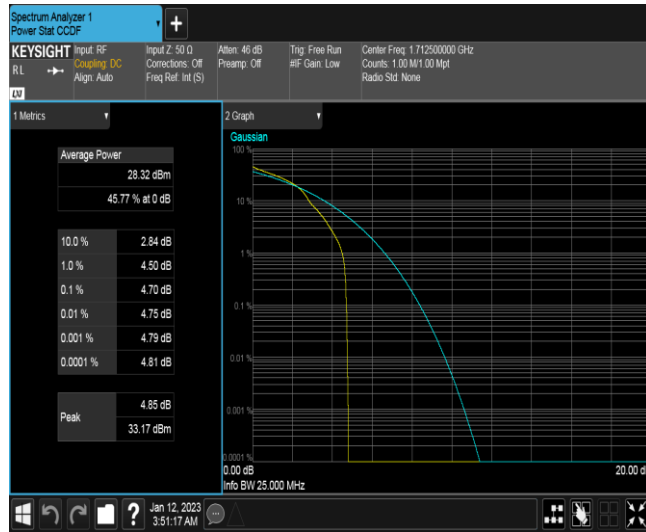 Spectrum Analyzer 1
Power Stat CCDF
KEYSIGHT
RL
LXI
Input: RF
Coupling: DC
Align: Auto
Input Z: 50 Ω
Corrections: Off
Freq Ref: Int (S)
Atten: 46 dB
Preamp: Off
Trig: Free Run
#IF Gain: Low
Center Freq: 1.712500000 GHz
Counts: 1.00 M/1.00 Mpt
Radio Std: None
1 Metrics
Average Power
28.32 dBm
45.77 % at 0 dB
10.0 % 2.84 dB
1.0 % 4.50 dB
0.1 % 4.70 dB
0.01 % 4.75 dB
0.001 % 4.79 dB
0.0001 % 4.81 dB
Peak
4.85 dB
33.17 dBm
2 Graph
Gaussian
100 %
10 %
1 %
0.1 %
0.01 %
0.001 %
0.0001 %
0.00 dB 20.00 d
Info BW 25.000 MHz
Jan 12, 2023
3:51:17 AM